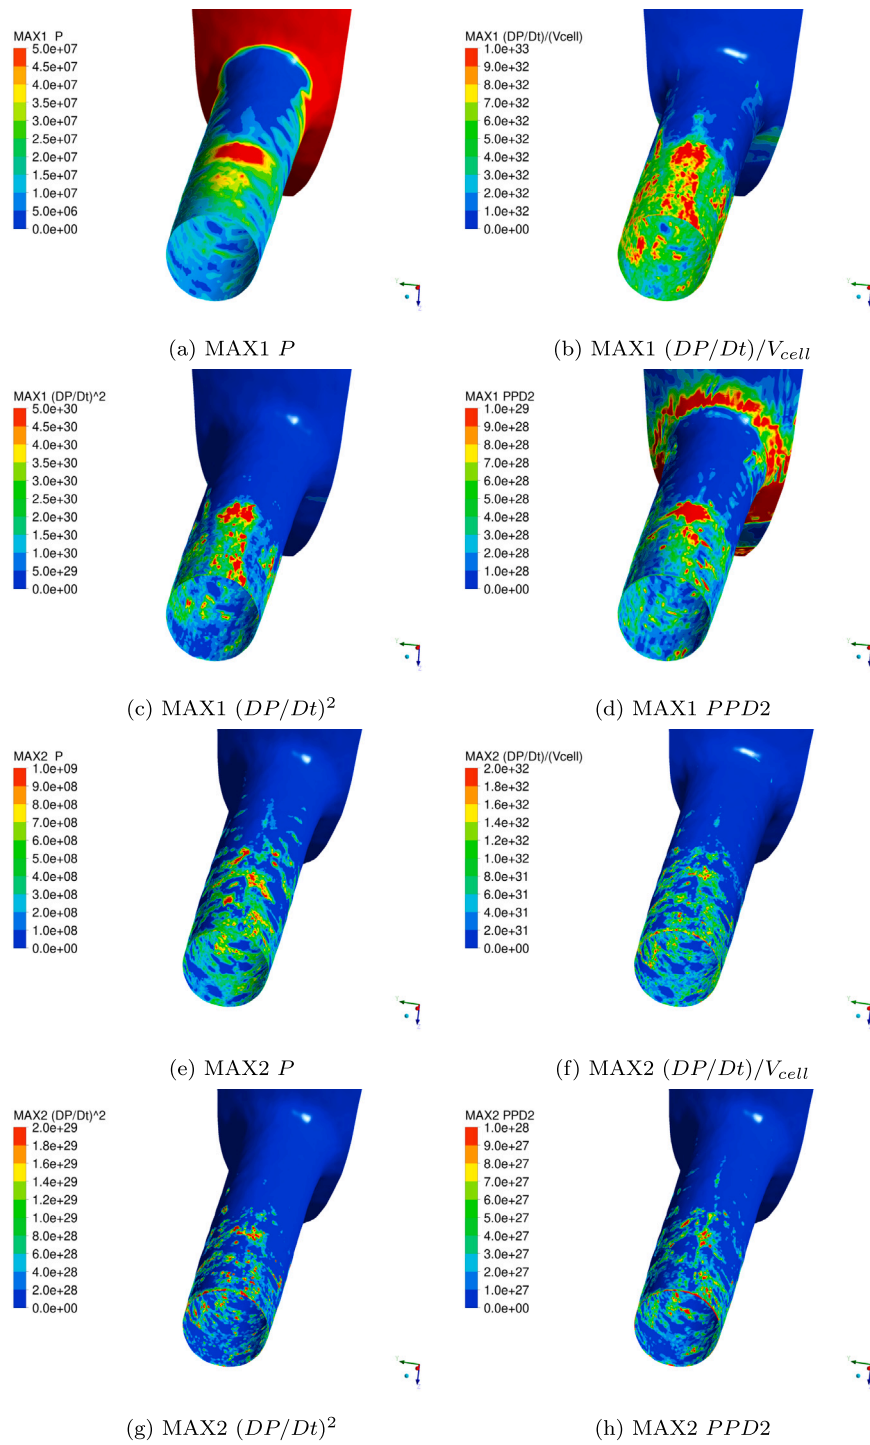 MAX1 P
5.0e+07
4.5e+07
4.0e+07
3.5e+07
3.0e+07
2.5e+07
2.0e+07
1.5e+07
1.0e+07
5.0e+06
0.0e+00
(a) MAX1 P
MAX1 (DP/Dt)/(Vcell)
1.0e+33
9.0e+32
8.0e+32
7.0e+32
6.0e+32
5.0e+32
4.0e+32
3.0e+32
2.0e+32
1.0e+32
0.0e+00
(b) MAX1 (DP/Dt)/V_{cell}
MAX1 (DP/Dt)^2
5.0e+30
4.5e+30
4.0e+30
3.5e+30
3.0e+30
2.5e+30
2.0e+30
1.5e+30
1.0e+30
5.0e+29
0.0e+00
(c) MAX1 (DP/Dt)²
MAX1 PPD2
1.0e+29
9.0e+28
8.0e+28
7.0e+28
6.0e+28
5.0e+28
4.0e+28
3.0e+28
2.0e+28
1.0e+28
0.0e+00
(d) MAX1 PPD2
MAX2 P
1.0e+09
9.0e+08
8.0e+08
7.0e+08
6.0e+08
5.0e+08
4.0e+08
3.0e+08
2.0e+08
1.0e+08
0.0e+00
(e) MAX2 P
MAX2 (DP/Dt)/(Vcell)
2.0e+32
1.8e+32
1.6e+32
1.4e+32
1.2e+32
1.0e+32
8.0e+31
6.0e+31
4.0e+31
2.0e+31
0.0e+00
(f) MAX2 (DP/Dt)/V_{cell}
MAX2 (DP/Dt)^2
2.0e+29
1.8e+29
1.6e+29
1.4e+29
1.2e+29
1.0e+29
8.0e+28
6.0e+28
4.0e+28
2.0e+28
0.0e+00
(g) MAX2 (DP/Dt)²
MAX2 PPD2
1.0e+28
9.0e+27
8.0e+27
7.0e+27
6.0e+27
5.0e+27
4.0e+27
3.0e+27
2.0e+27
1.0e+27
0.0e+00
(h) MAX2 PPD2